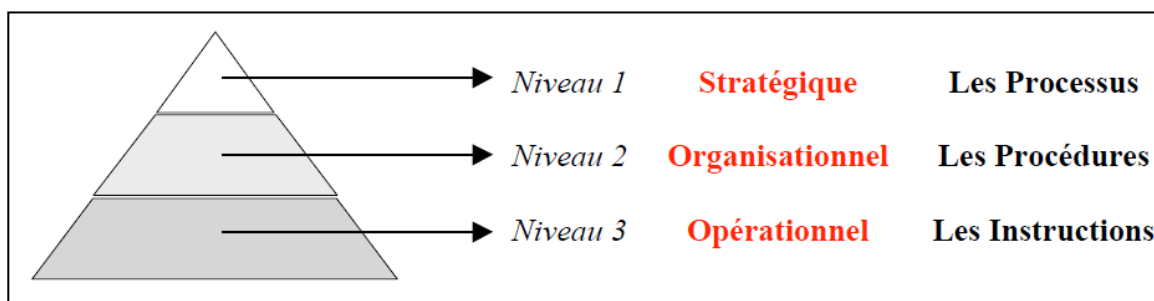 Niveau 1 Stratégique Les Processus
Niveau 2 Organisationnel Les Procédures
Niveau 3 Opérationnel Les Instructions